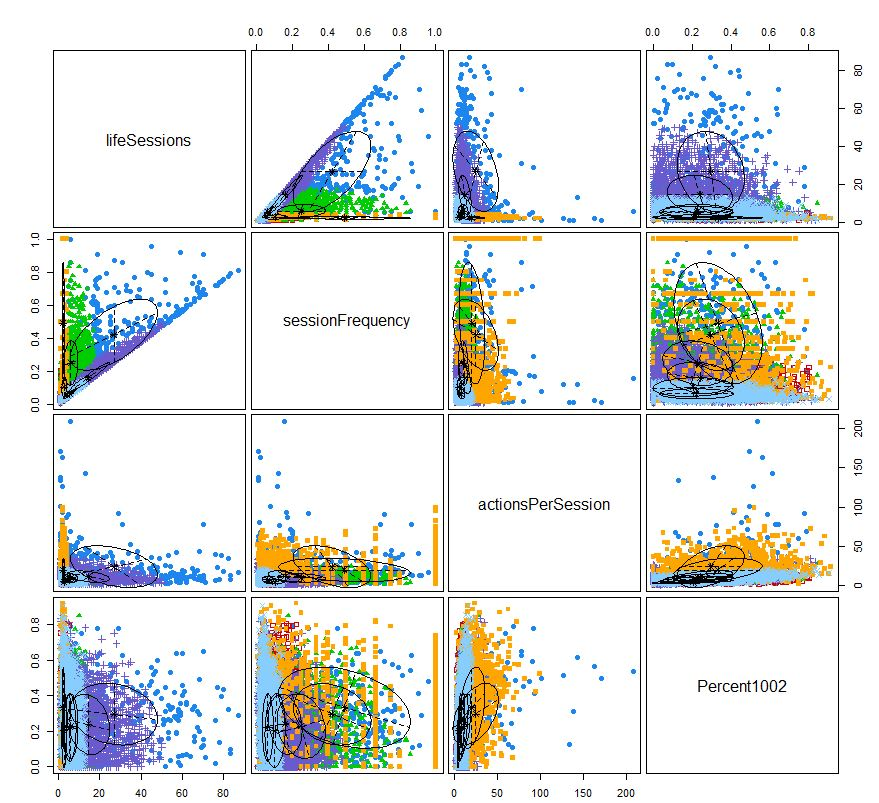 0.0 0.2 0.4 0.6 0.8 1.0 0.0 0.2 0.4 0.6 0.8
lifeSessions
0 20 40 60 80
0.0 0.2 0.4 0.6 0.8 1.0
sessionFrequency
actionsPerSession
0 50 100 150 200
0.0 0.2 0.4 0.6 0.8
Percent1002
0 20 40 60 80 0 50 100 150 200